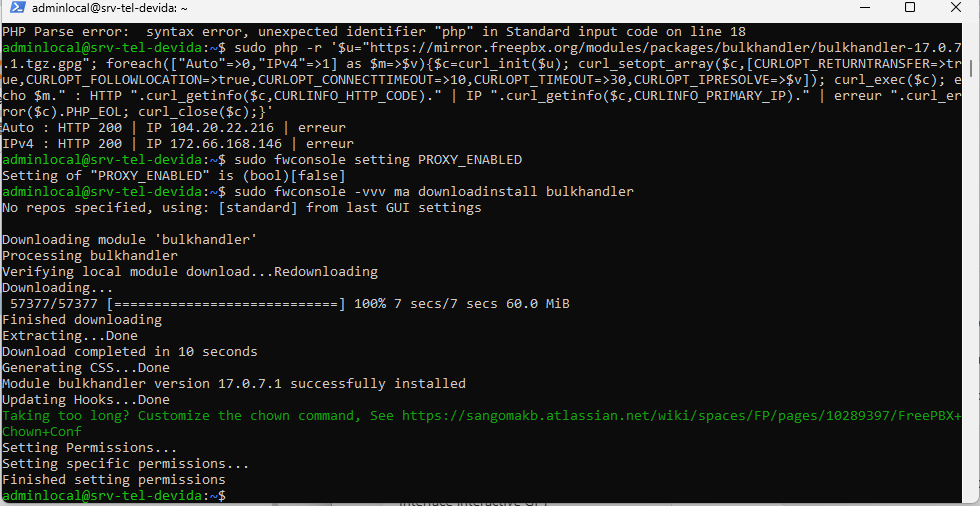 adminlocal@srv-tel-devida: ~
PHP Parse error:  syntax error, unexpected identifier "php" in Standard input code on line 18
adminlocal@srv-tel-devida:~$ sudo php -r '$u="https://mirror.freepbx.org/modules/packages/bulkhandler/bulkhandler-17.0.7
.1.tgz.gpg"; foreach(["Auto"=>0,"IPv4"=>1] as $m=>$v){$c=curl_init($u); curl_setopt_array($c,[CURLOPT_RETURNTRANSFER=>tr
ue,CURLOPT_FOLLOWLOCATION=>true,CURLOPT_CONNECTTIMEOUT=>10,CURLOPT_TIMEOUT=>30,CURLOPT_IPRESOLVE=>$v]); curl_exec($c); e
cho $m." : HTTP ".curl_getinfo($c,CURLINFO_HTTP_CODE)." | IP ".curl_getinfo($c,CURLINFO_PRIMARY_IP)." | erreur ".curl_er
ror($c).PHP_EOL; curl_close($c);}'
Auto : HTTP 200 | IP 104.20.22.216 | erreur
IPv4 : HTTP 200 | IP 172.66.168.146 | erreur
adminlocal@srv-tel-devida:~$ sudo fwconsole setting PROXY_ENABLED
Setting of "PROXY_ENABLED" is (bool)[false]
adminlocal@srv-tel-devida:~$ sudo fwconsole -vvv ma downloadinstall bulkhandler
No repos specified, using: [standard] from last GUI settings
Downloading module 'bulkhandler'
Processing bulkhandler
Verifying local module download...Redownloading
Downloading...
57377/57377 [============================] 100% 7 secs/7 secs 60.0 MiB
Finished downloading
Extracting...Done
Download completed in 10 seconds
Generating CSS...Done
Module bulkhandler version 17.0.7.1 successfully installed
Updating Hooks...Done
Taking too long? Customize the chown command, See https://sangomakb.atlassian.net/wiki/spaces/FP/pages/10289397/FreePBX+
Chown+Conf
Setting Permissions...
Setting specific permissions...
Finished setting permissions
adminlocal@srv-tel-devida:~$